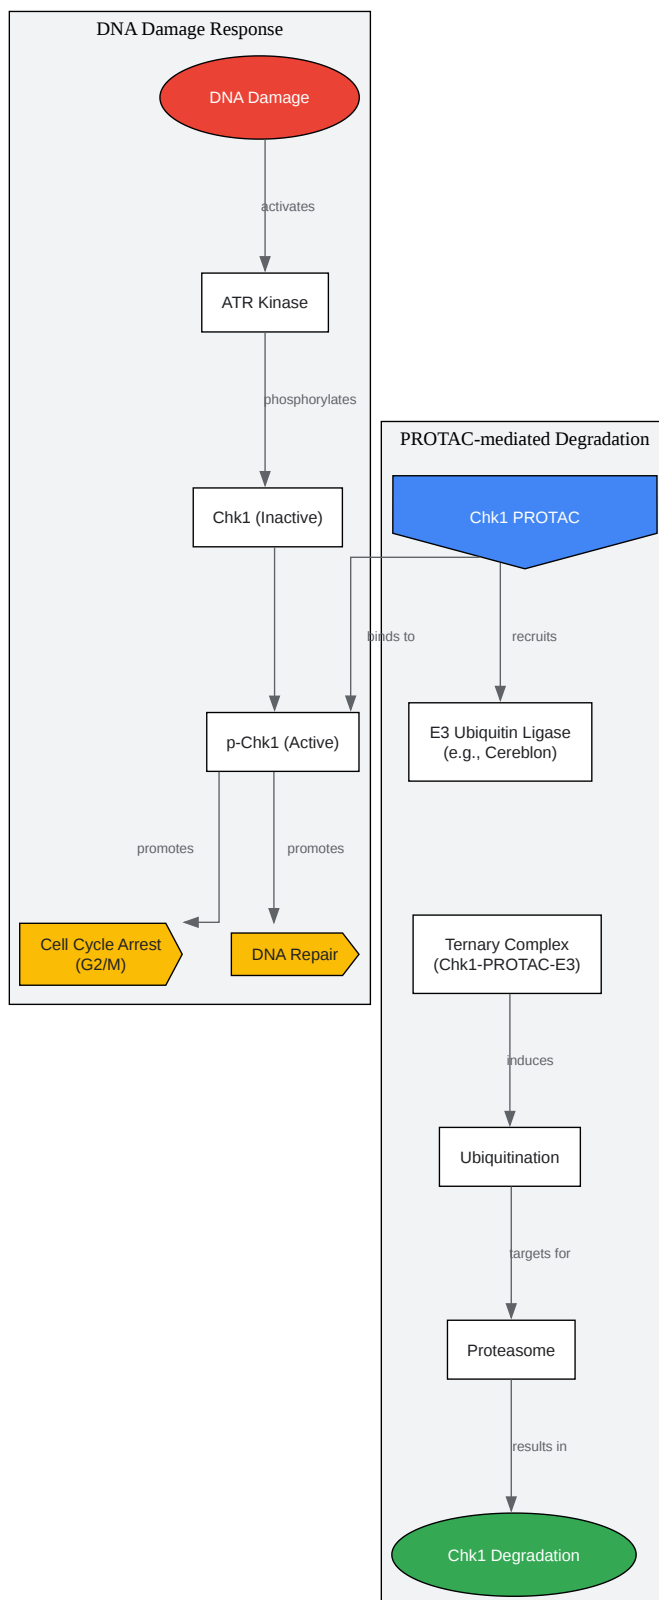 DNA Damage Response
DNA Damage
activates
ATR Kinase
phosphorylates
PROTAC-mediated Degradation
Chk1 (Inactive)
Chk1 PROTAC
binds to
recruits
p-Chk1 (Active)
E3 Ubiquitin Ligase
(e.g., Cereblon)
promotes
promotes
Cell Cycle Arrest
(G2/M)
DNA Repair
Ternary Complex
(Chk1-PROTAC-E3)
induces
Ubiquitination
targets for
Proteasome
results in
Chk1 Degradation